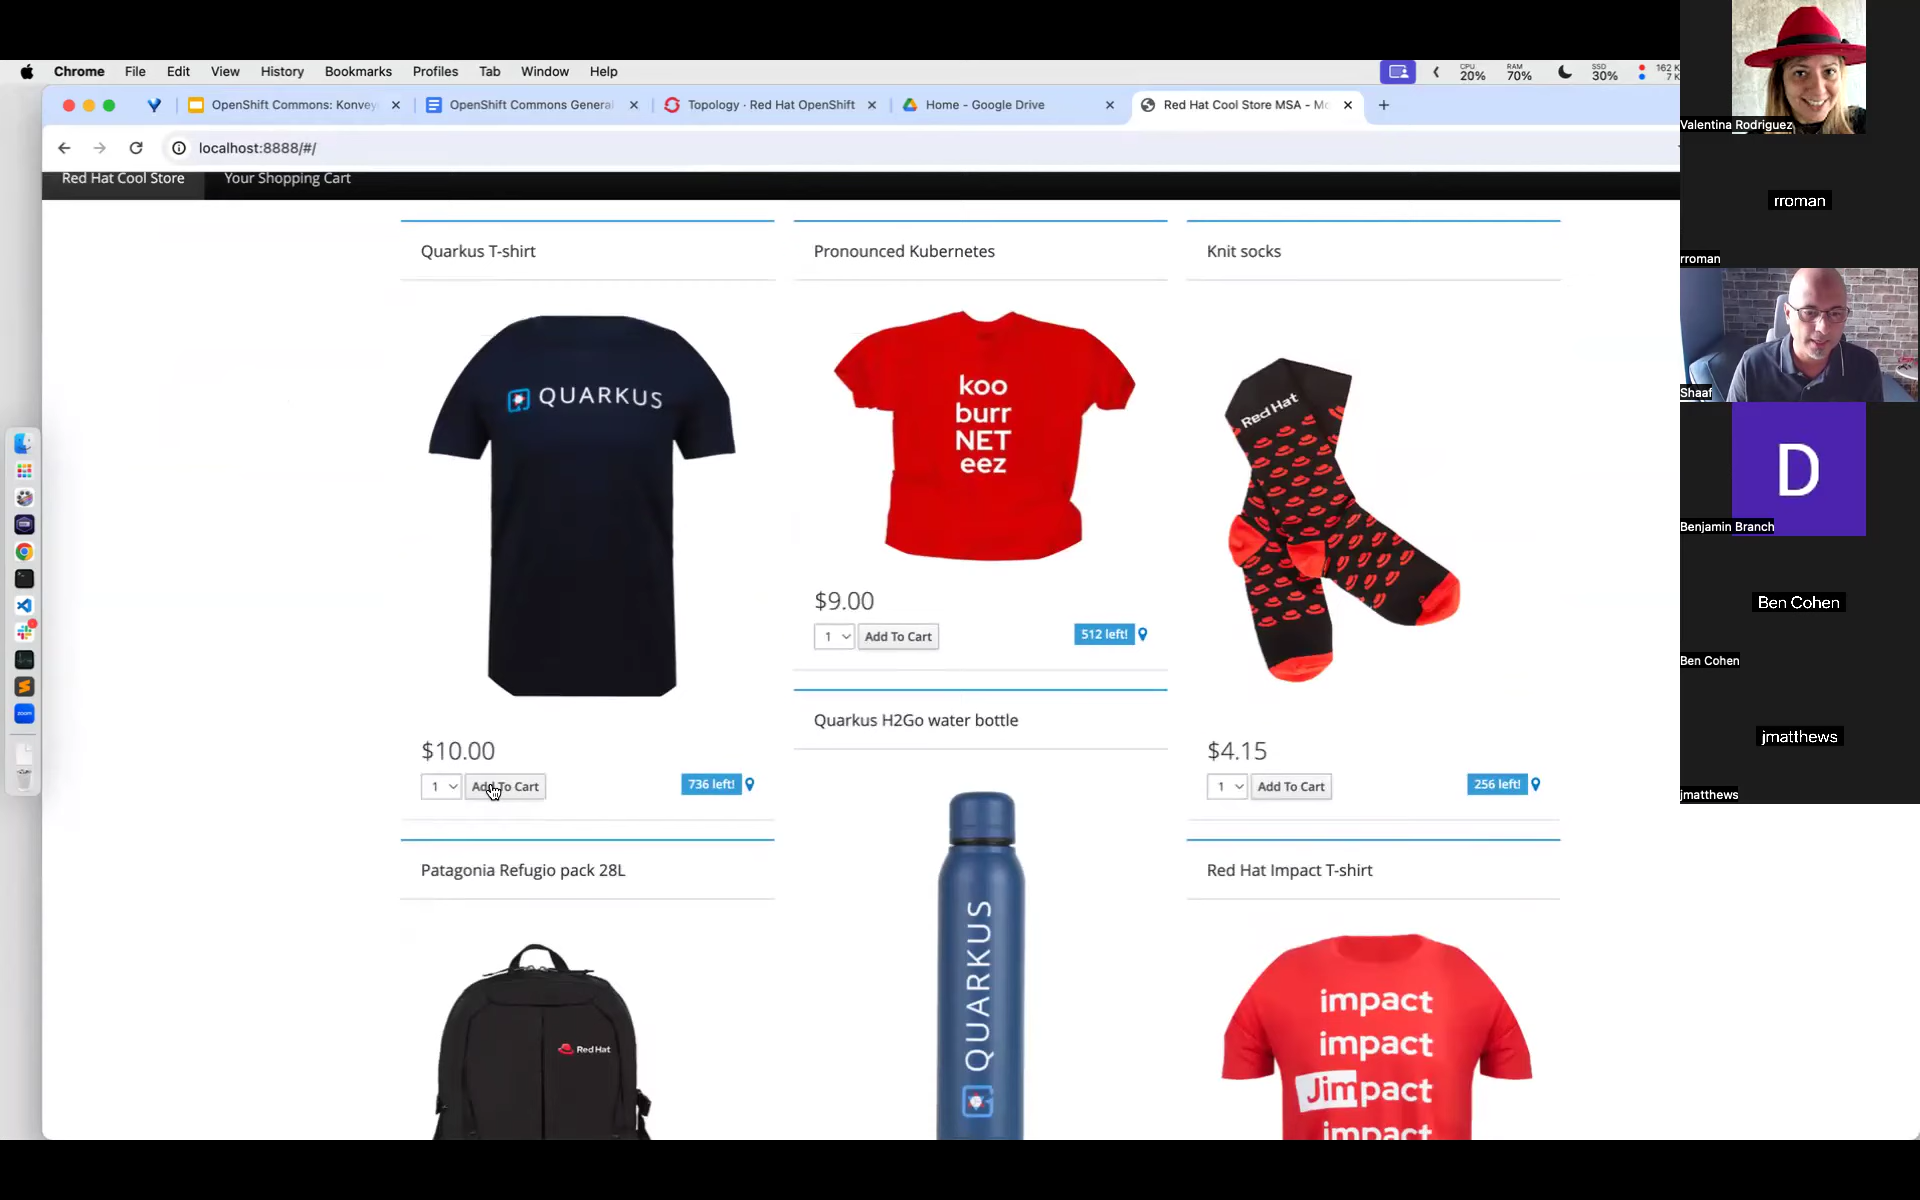 Chrome File Edit View History Bookmarks Profiles Tab Window Help
CPU 20% RAM 70% SSD 30% 162 K 7 K
OpenShift Commons: Konvey
OpenShift Commons General
Topology · Red Hat OpenShift
Home - Google Drive
Red Hat Cool Store MSA - Mo
localhost:8888/#/
Red Hat Cool Store Your Shopping Cart
Quarkus T-shirt
QUARKUS
$10.00
1 Add To Cart 736 left!
Pronounced Kubernetes
koo
burr
NET
eez
$9.00
1 Add To Cart 512 left!
Knit socks
Red Hat
$4.15
1 Add To Cart 256 left!
Patagonia Refugio pack 28L
Red Hat
Quarkus H2Go water bottle
QUARKUS
Red Hat Impact T-shirt
impact
impact
Jimpact
impact
Valentina Rodriguez
rroman
rroman
Shaaf
D
Benjamin Branch
Ben Cohen
Ben Cohen
jmatthews
jmatthews
zoom